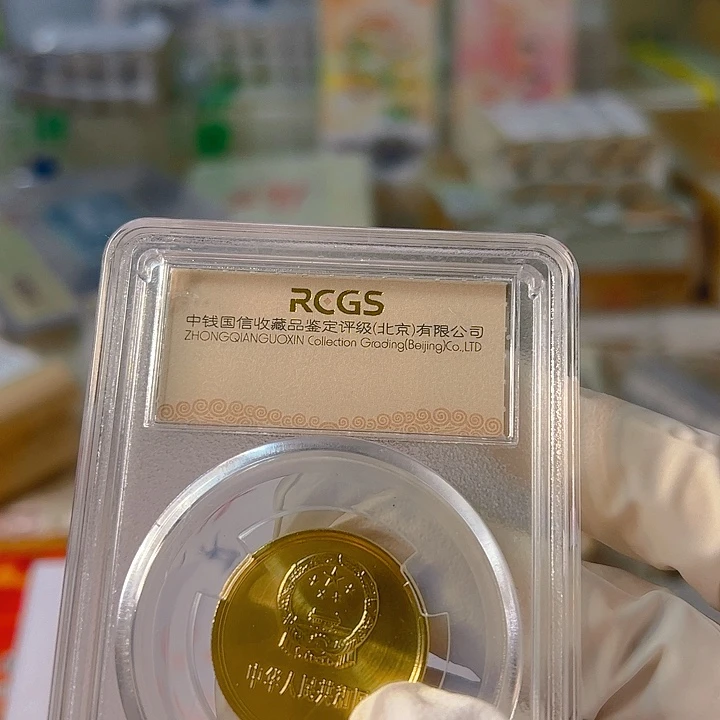 RCGS
中钱国信收藏品鉴定评级(北京)有限公司
ZHONGQIANGUOXIN Collection Grading(Beijing)Co.,LTD
中华人民共和